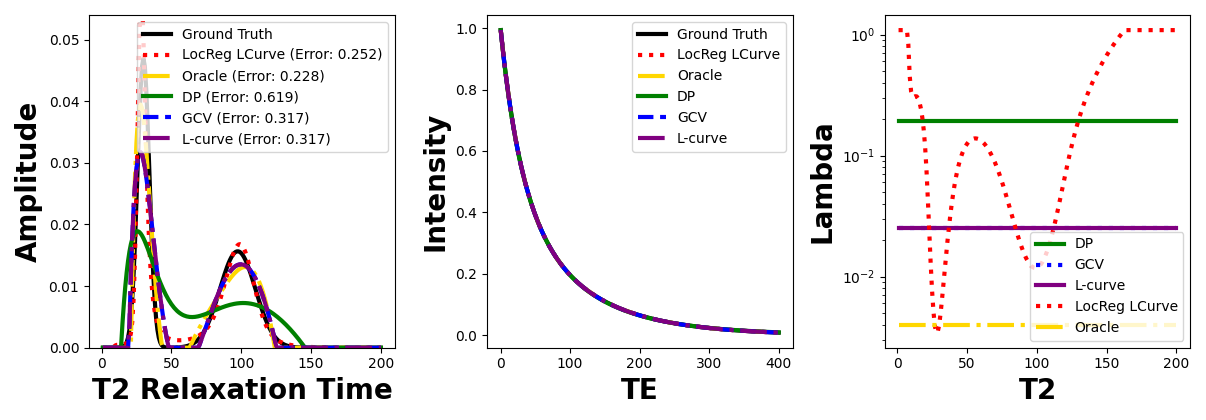 Amplitude
0.05
0.04
0.03
0.02
0.01
0.00
Ground Truth
LocReg LCurve (Error: 0.252)
Oracle (Error: 0.228)
DP (Error: 0.619)
GCV (Error: 0.317)
L-curve (Error: 0.317)
0 50 100 150 200
T2 Relaxation Time
Intensity
1.0
0.8
0.6
0.4
0.2
0.0
Ground Truth
LocReg LCurve
Oracle
DP
GCV
L-curve
0 100 200 300 400
TE
Lambda
10⁰
10⁻¹
10⁻²
DP
GCV
L-curve
LocReg LCurve
Oracle
0 50 100 150 200
T2